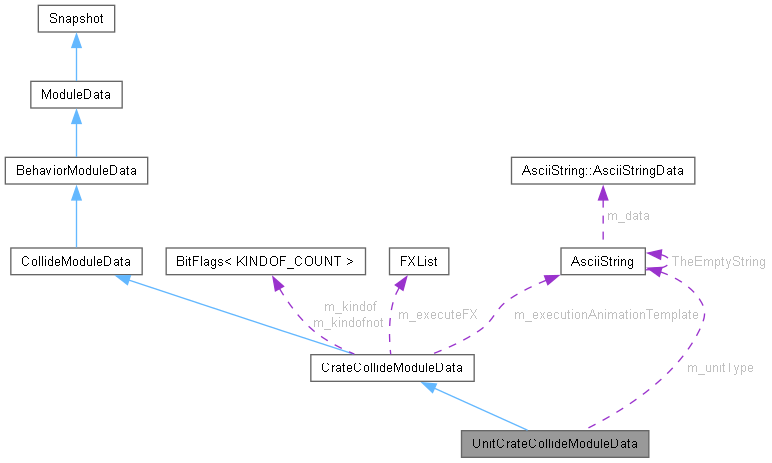 Snapshot
ModuleData
BehaviorModuleData
AsciiString::AsciiStringData
m_data
CollideModuleData
BitFlags< KINDOF_COUNT >
FXList
AsciiString
TheEmptyString
m_kindof
m_kindofnot
m_executeFX
m_executionAnimationTemplate
CrateCollideModuleData
m_unitType
UnitCrateCollideModuleData